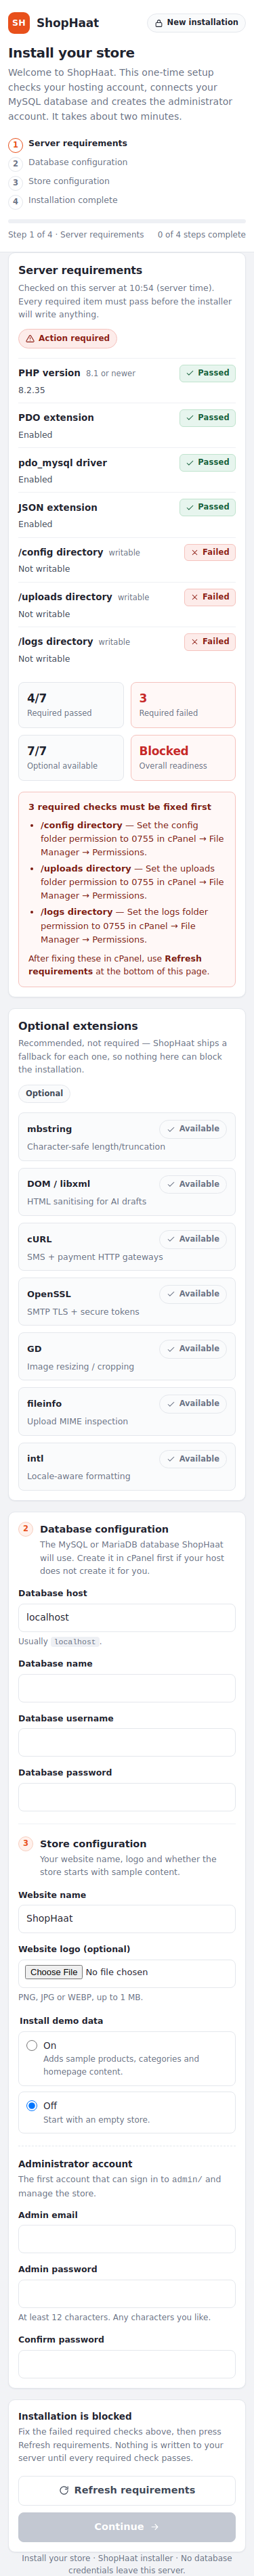 SH ShopHaat New installation
Install your store
Welcome to ShopHaat. This one-time setup
checks your hosting account, connects your
MySQL database and creates the administrator
account. It takes about two minutes.
1 Server requirements
2 Database configuration
3 Store configuration
4 Installation complete
Step 1 of 4 · Server requirements 0 of 4 steps complete
Server requirements
Checked on this server at 10:54 (server time).
Every required item must pass before the installer
will write anything.
Action required
PHP version 8.1 or newer Passed
8.2.35
PDO extension Passed
Enabled
pdo_mysql driver Passed
Enabled
JSON extension Passed
Enabled
/config directory writable Failed
Not writable
/uploads directory writable Failed
Not writable
/logs directory writable Failed
Not writable
4/7 3
Required passed Required failed
7/7 Blocked
Optional available Overall readiness
3 required checks must be fixed first
• /config directory — Set the config
folder permission to 0755 in cPanel → File
Manager → Permissions.
• /uploads directory — Set the uploads
folder permission to 0755 in cPanel → File
Manager → Permissions.
• /logs directory — Set the logs folder
permission to 0755 in cPanel → File
Manager → Permissions.
After fixing these in cPanel, use Refresh
requirements at the bottom of this page.
Optional extensions
Recommended, not required — ShopHaat ships a
fallback for each one, so nothing here can block
the installation.
Optional
mbstring Available
Character-safe length/truncation
DOM / libxml Available
HTML sanitising for AI drafts
cURL Available
SMS + payment HTTP gateways
OpenSSL Available
SMTP TLS + secure tokens
GD Available
Image resizing / cropping
fileinfo Available
Upload MIME inspection
intl Available
Locale-aware formatting
2 Database configuration
The MySQL or MariaDB database ShopHaat
will use. Create it in cPanel first if your host
does not create it for you.
Database host
localhost
Usually localhost.
Database name
Database username
Database password
3 Store configuration
Your website name, logo and whether the
store starts with sample content.
Website name
ShopHaat
Website logo (optional)
Choose File No file chosen
PNG, JPG or WEBP, up to 1 MB.
Install demo data
On
Adds sample products, categories and
homepage content.
Off
Start with an empty store.
Administrator account
The first account that can sign in to admin/ and
manage the store.
Admin email
Admin password
At least 12 characters. Any characters you like.
Confirm password
Installation is blocked
Fix the failed required checks above, then press
Refresh requirements. Nothing is written to your
server until every required check passes.
Refresh requirements
Continue →
Install your store · ShopHaat installer · No database
credentials leave this server.